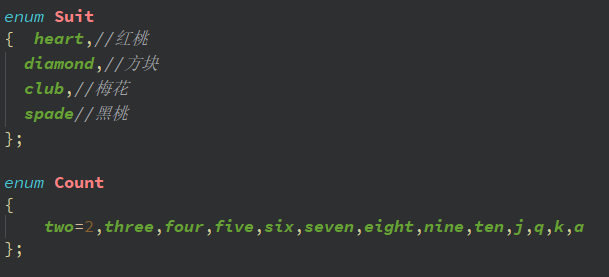 enum Suit
{  heart,//红桃
diamond,//方块
club,//梅花
spade//黑桃
};
enum Count
{
two=2,three,four,five,six,seven,eight,nine,ten,j,q,k,a
};